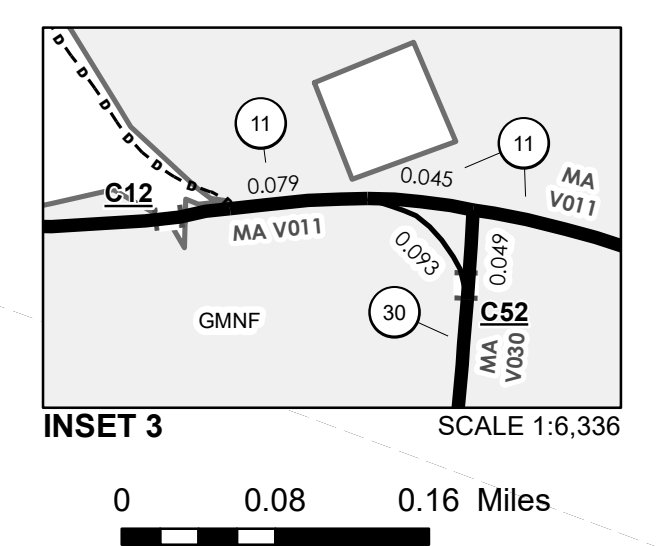 D D D D D D D
11
11
C12
0.079
0.045
MA
V011
MA V011
0.093
0.049
30
C52
GMNF
MA
V030
INSET 3
SCALE 1:6,336
0 0.08 0.16 Miles